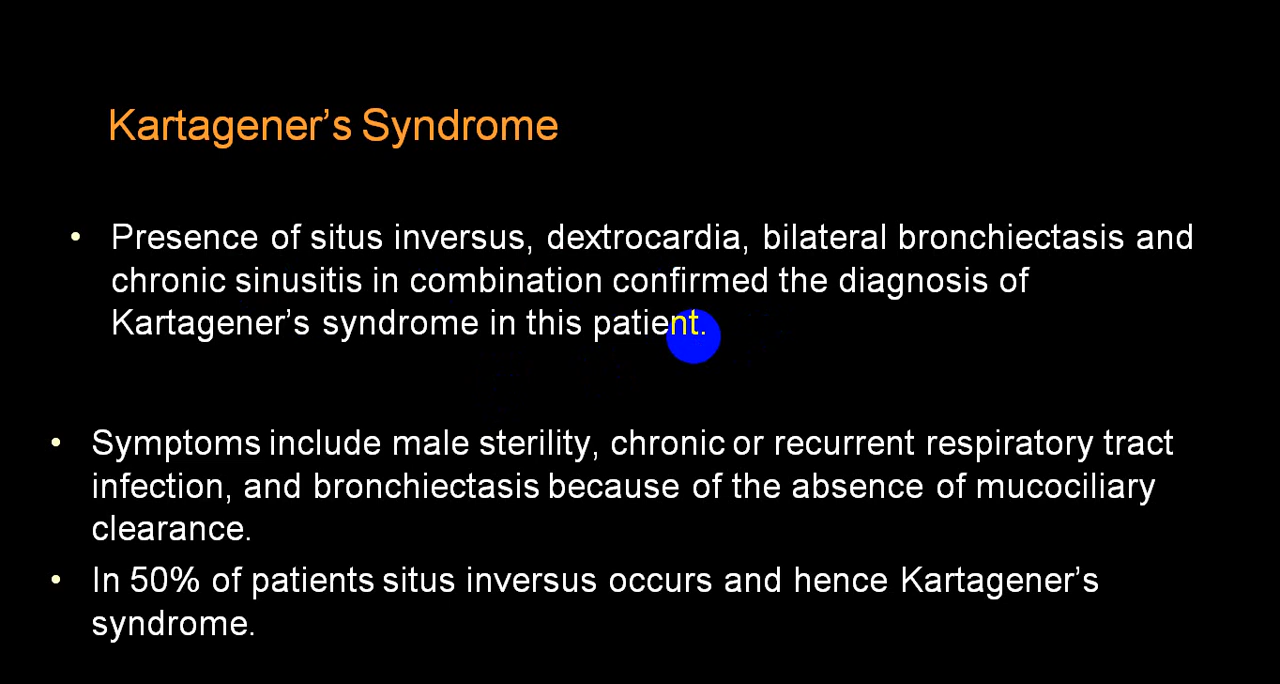 Kartagener’s Syndrome
• Presence of situs inversus, dextrocardia, bilateral bronchiectasis and
chronic sinusitis in combination confirmed the diagnosis of
Kartagener’s syndrome in this patient.
• Symptoms include male sterility, chronic or recurrent respiratory tract
infection, and bronchiectasis because of the absence of mucociliary
clearance.
• In 50% of patients situs inversus occurs and hence Kartagener’s
syndrome.